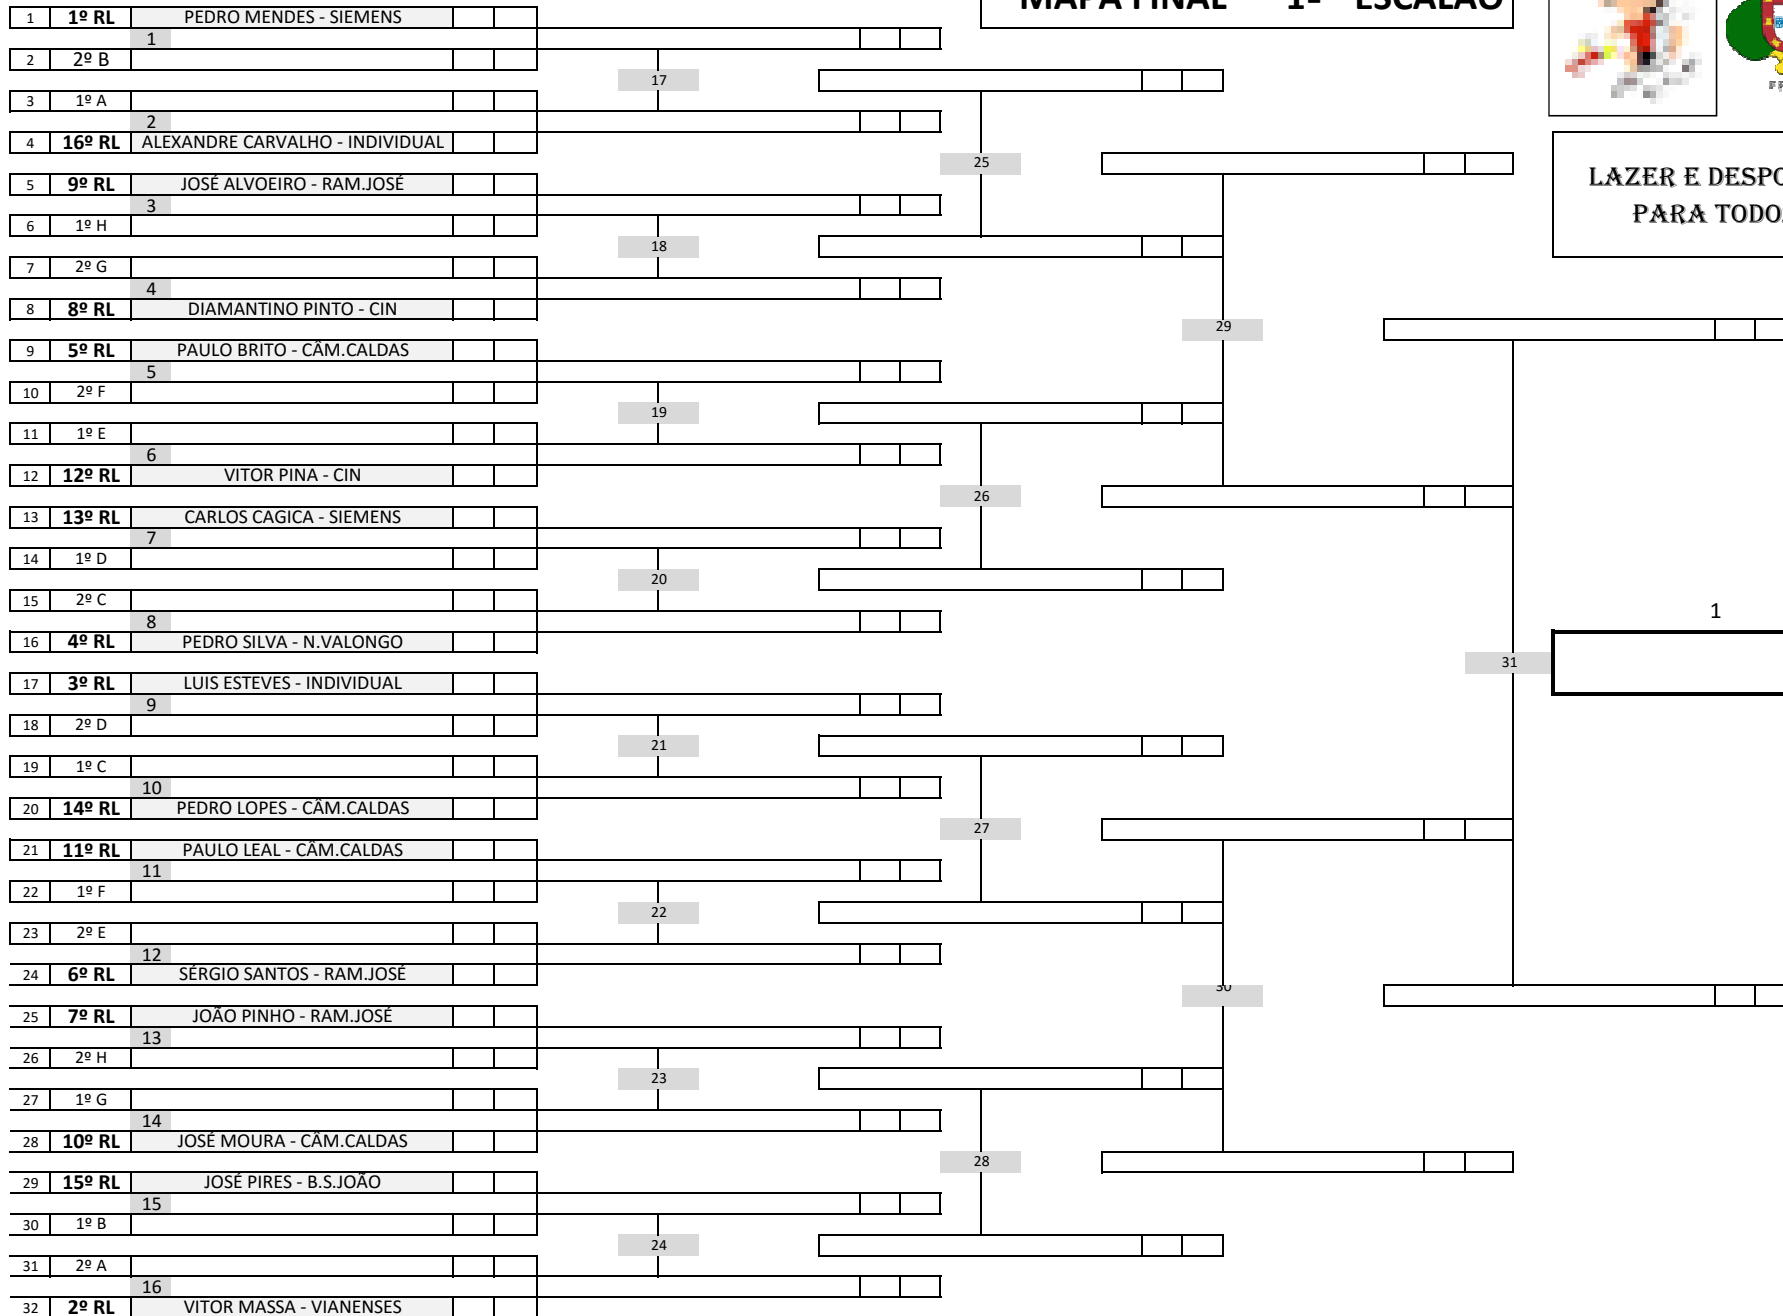 MAPA FINAL 1º ESCALÃO
1 1º RL PEDRO MENDES - SIEMENS
1
2 2º B
17
3 1º A
2
4 16º RL ALEXANDRE CARVALHO - INDIVIDUAL
25
LAZER E
5 9º RL JOSÉ ALVOEIRO - RAM.JOSÉ
3
PARA
6 1º H
18
7 2º G
4
8 8º RL DIAMANTINO PINTO - CIN
29
9 5º RL PAULO BRITO - CÂM.CALDAS
5
10 2º F
19
11 1º E
6
12 12º RL VITOR PINA - CIN
26
13 13º RL CARLOS CAGICA - SIEMENS
7
14 1º D
20
15 2º C
1
8
16 4º RL PEDRO SILVA - N.VALONGO
31
17 3º RL LUIS ESTEVES - INDIVIDUAL
9
18 2º D
21
19 1º C
10
20 14º RL PEDRO LOPES - CÂM.CALDAS
27
21 11º RL PAULO LEAL - CÂM.CALDAS
11
22 1º F
22
23 2º E
12
24 6º RL SÉRGIO SANTOS - RAM.JOSÉ
30
25 7º RL JOÃO PINHO - RAM.JOSÉ
13
26 2º H
23
27 1º G
14
28 10º RL JOSÉ MOURA - CÂM.CALDAS
28
29 15º RL JOSÉ PIRES - B.S.JOÃO
15
30 1º B
24
31 2º A
16
32 2º RL VITOR MASSA - VIANENSES